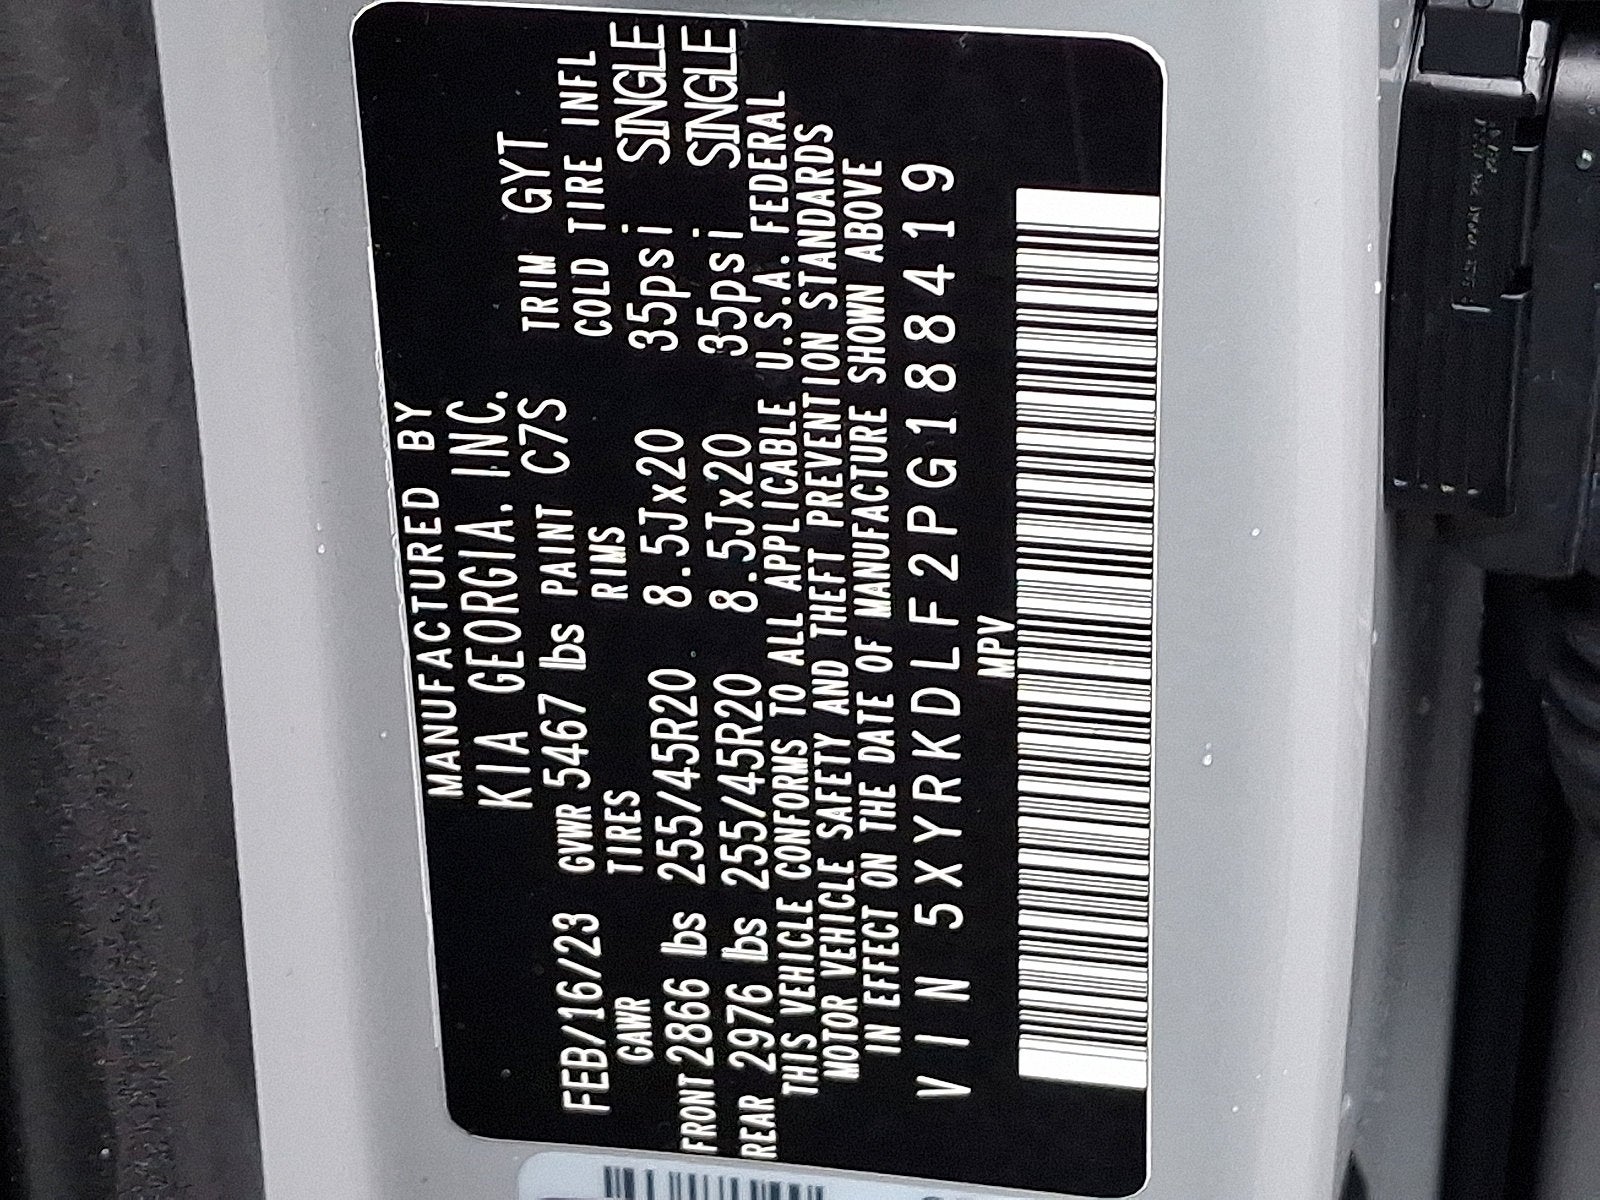 MANUFACTURED BY
KIA GEORGIA. INC.
FEB/16/23 GVWR 5467 lbs PAINT C7S TRIM GYT
GAWR TIRES RIMS COLD TIRE INFL
FRONT 2866 lbs 255/45R20 8.5Jx20 35psi SINGLE
REAR 2976 lbs 255/45R20 8.5Jx20 35psi SINGLE
THIS VEHICLE CONFORMS TO ALL APPLICABLE U.S.A. FEDERAL
MOTOR VEHICLE SAFETY AND THEFT PREVENTION STANDARDS
IN EFFECT ON THE DATE OF MANUFACTURE SHOWN ABOVE
VIN 5XYRKDLF2PG188419
MPV